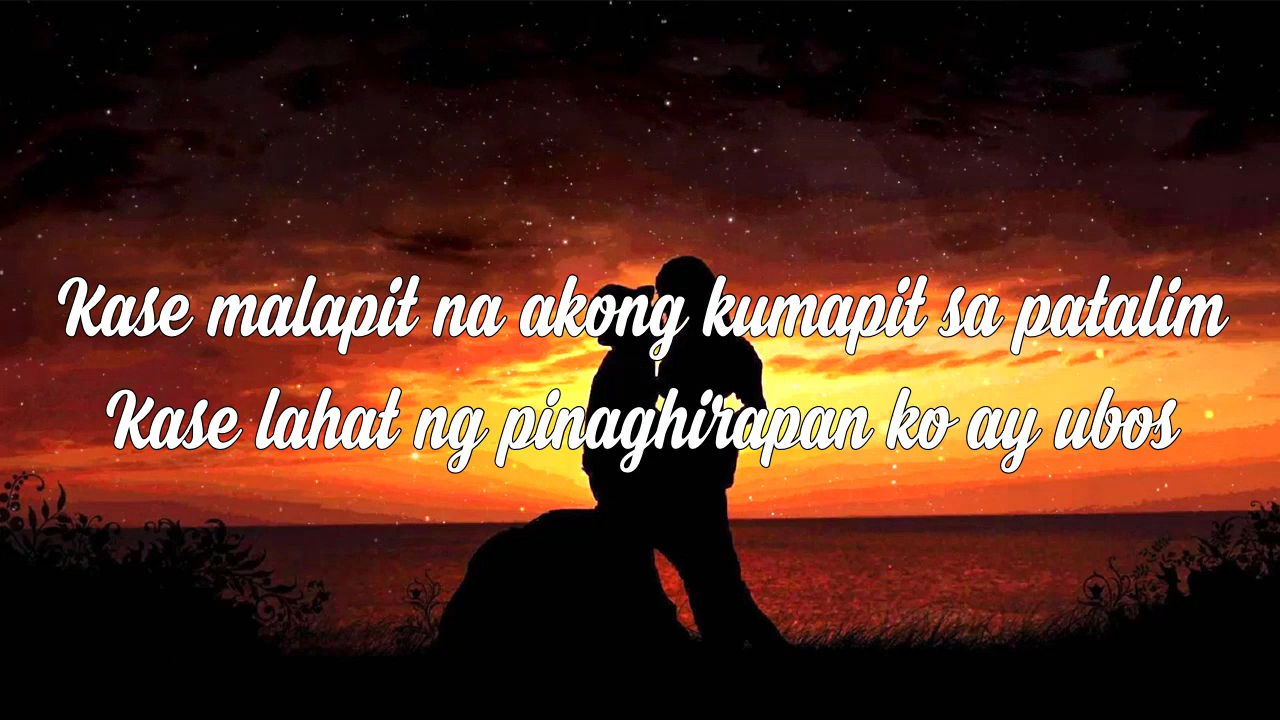 Kase malapit na akong kumapit sa patalim
Kase lahat ng pinaghirapan ko ay ubos